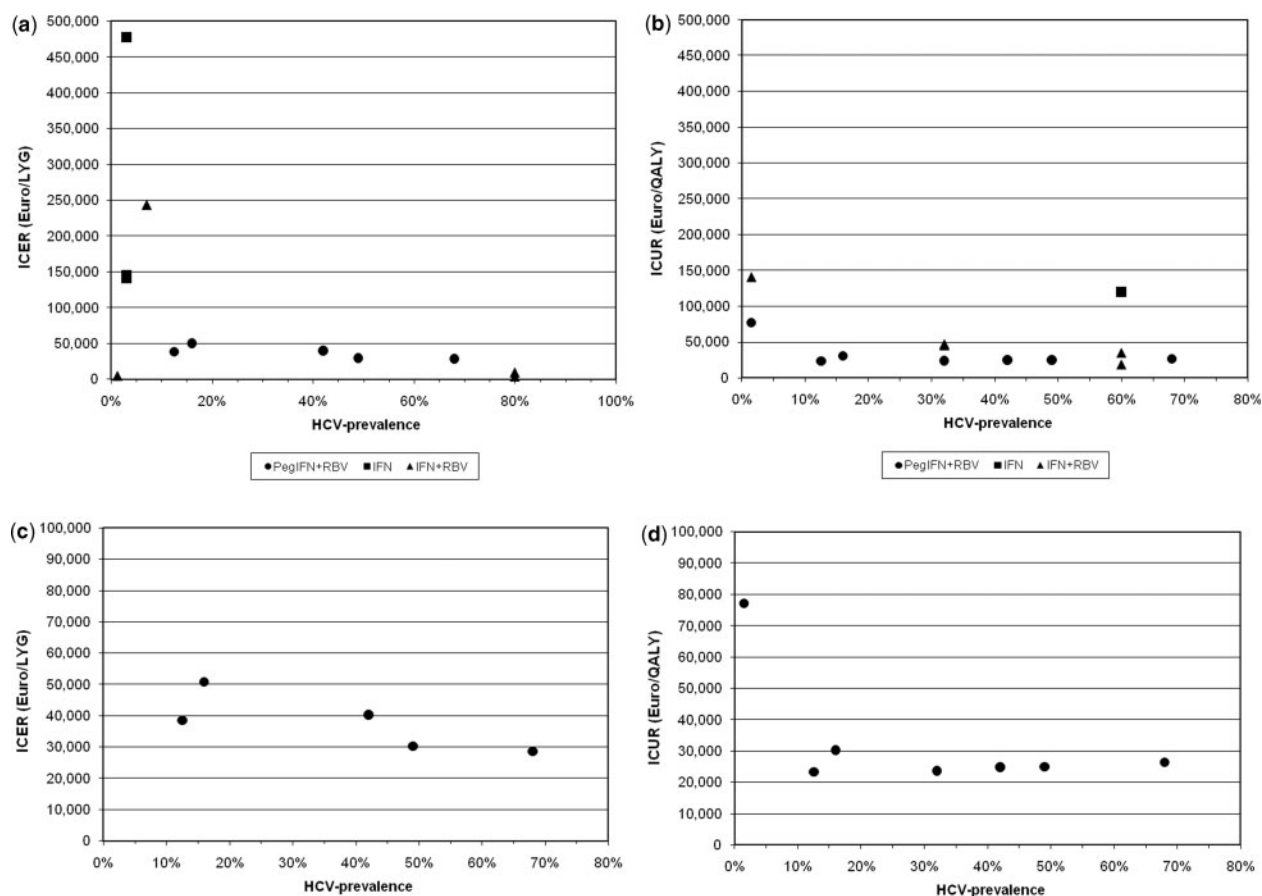 (a)
ICER (Euro/LYG)
500,000
450,000
400,000
350,000
300,000
250,000
200,000
150,000
100,000
50,000
0
0% 20% 40% 60% 80% 100%
HCV-prevalence
PegIFN+RBV IFN IFN+RBV
(b)
ICUR (Euro/QALY)
500,000
450,000
400,000
350,000
300,000
250,000
200,000
150,000
100,000
50,000
0
0% 10% 20% 30% 40% 50% 60% 70% 80%
HCV-prevalence
PegIFN+RBV IFN IFN+RBV
(c)
ICER (Euro/LYG)
100,000
90,000
80,000
70,000
60,000
50,000
40,000
30,000
20,000
10,000
0
0% 10% 20% 30% 40% 50% 60% 70% 80%
HCV-prevalence
(d)
ICUR (Euro/QALY)
100,000
90,000
80,000
70,000
60,000
50,000
40,000
30,000
20,000
10,000
0
0% 10% 20% 30% 40% 50% 60% 70% 80%
HCV-prevalence